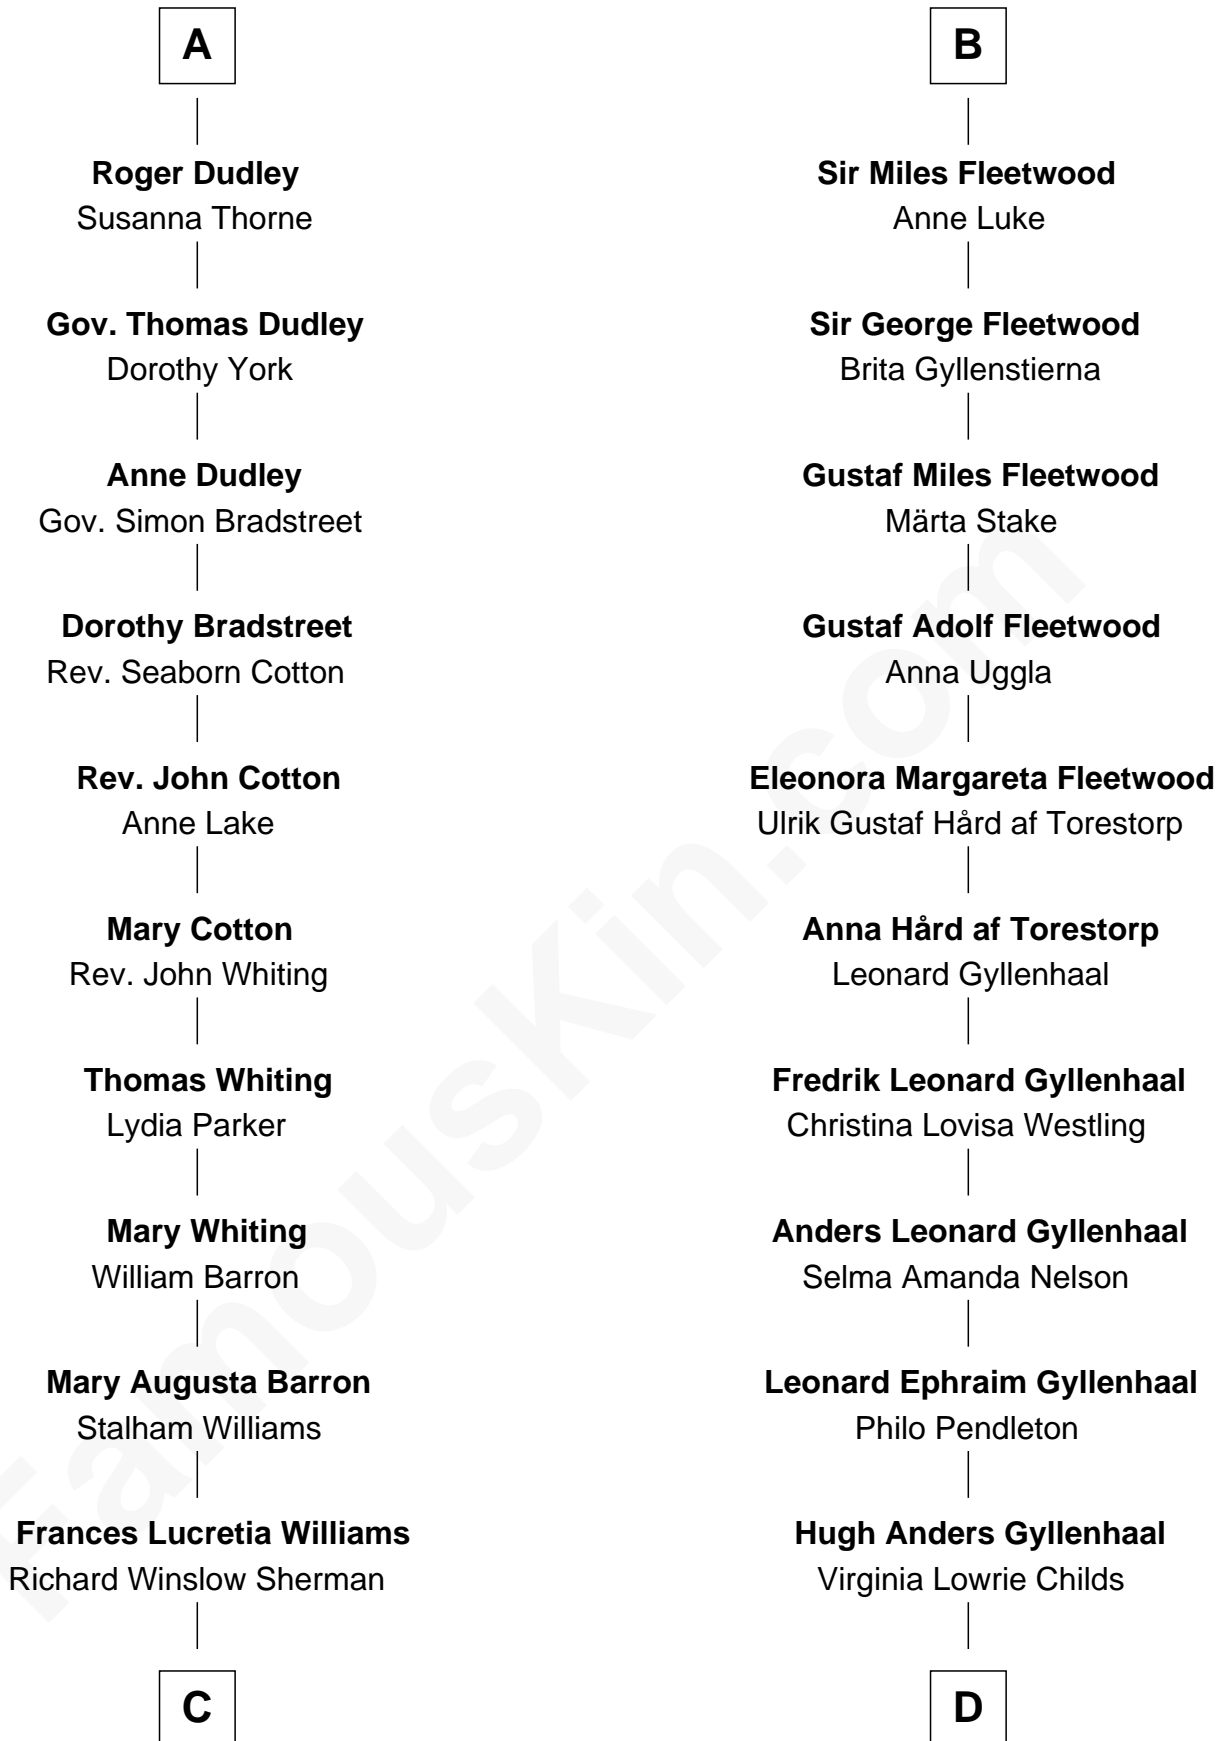 A
Roger Dudley
Susanna Thorne
Gov. Thomas Dudley
Dorothy York
Anne Dudley
Gov. Simon Bradstreet
Dorothy Bradstreet
Rev. Seaborn Cotton
Rev. John Cotton
Anne Lake
Mary Cotton
Rev. John Whiting
Thomas Whiting
Lydia Parker
Mary Whiting
William Barron
Mary Augusta Barron
Stalham Williams
Frances Lucretia Williams
Richard Winslow Sherman
C
B
Sir Miles Fleetwood
Anne Luke
Sir George Fleetwood
Brita Gyllenstierna
Gustaf Miles Fleetwood
Märta Stake
Gustaf Adolf Fleetwood
Anna Uggla
Eleonora Margareta Fleetwood
Ulrik Gustaf Hård af Torestorp
Anna Hård af Torestorp
Leonard Gyllenhaal
Fredrik Leonard Gyllenhaal
Christina Lovisa Westling
Anders Leonard Gyllenhaal
Selma Amanda Nelson
Leonard Ephraim Gyllenhaal
Philo Pendleton
Hugh Anders Gyllenhaal
Virginia Lowrie Childs
D
FamousKin.com